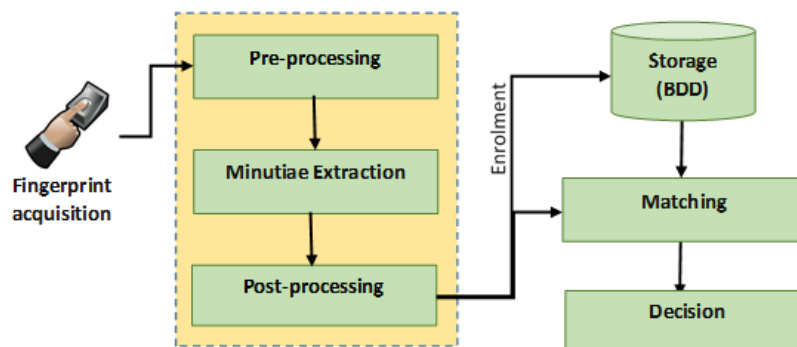 Pre-processing
Minutiae Extraction
Post-processing
Fingerprint
acquisition
Enrolment
Storage
(BDD)
Matching
Decision